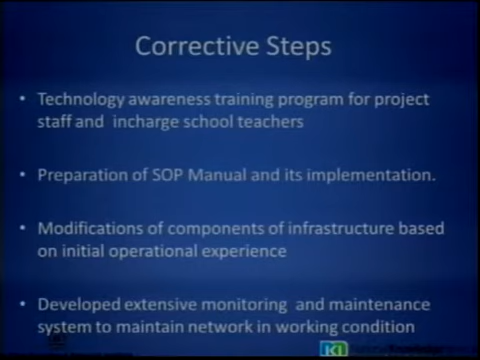 Corrective Steps
• Technology awareness training program for project
staff and incharge school teachers
• Preparation of SOP Manual and its implementation.
• Modifications of components of infrastructure based
on initial operational experience
• Developed extensive monitoring and maintenance
system to maintain network in working condition